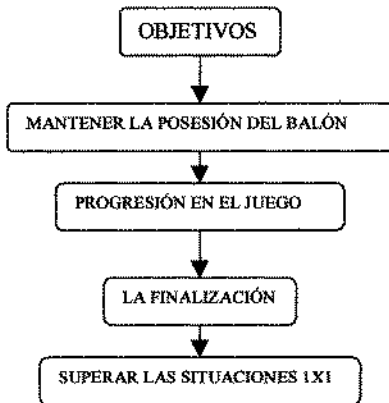 OBJETIVOS
MANTENER LA POSESIÓN DEL BALÓN
PROGRESIÓN EN EL JUEGO
LA FINALIZACIÓN
SUPERAR LAS SITUACIONES 1X1